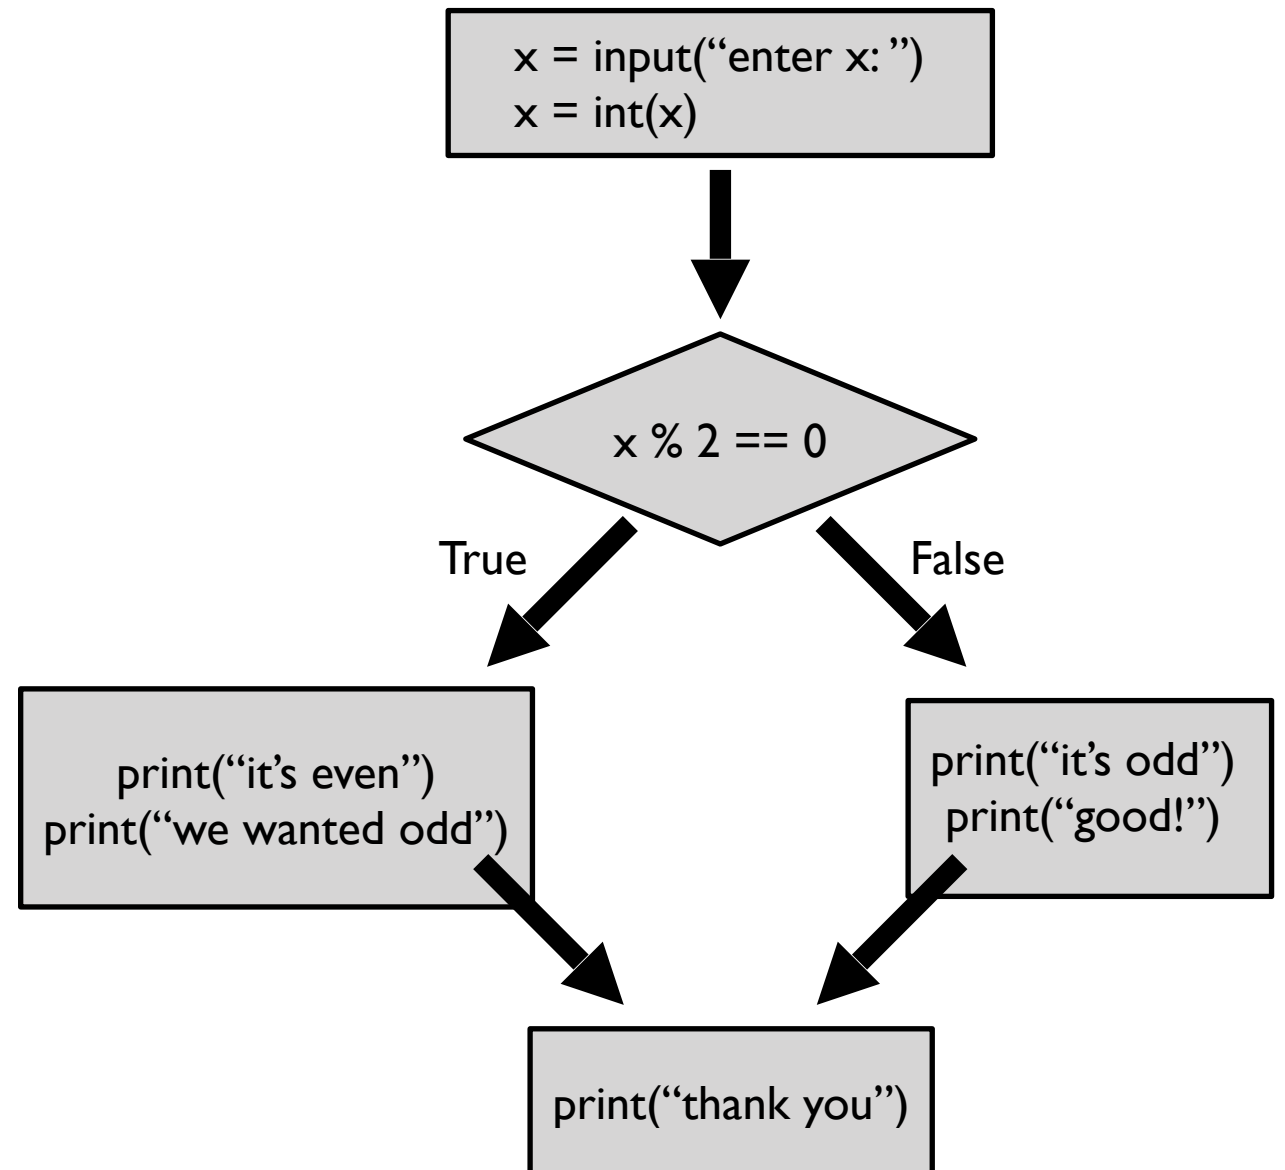 x = input(“enter x: ”)
x = int(x)
x % 2 == 0
True
False
print(“it’s even”)
print(“we wanted odd”)
print(“it’s odd”)
print(“good!”)
print(“thank you”)